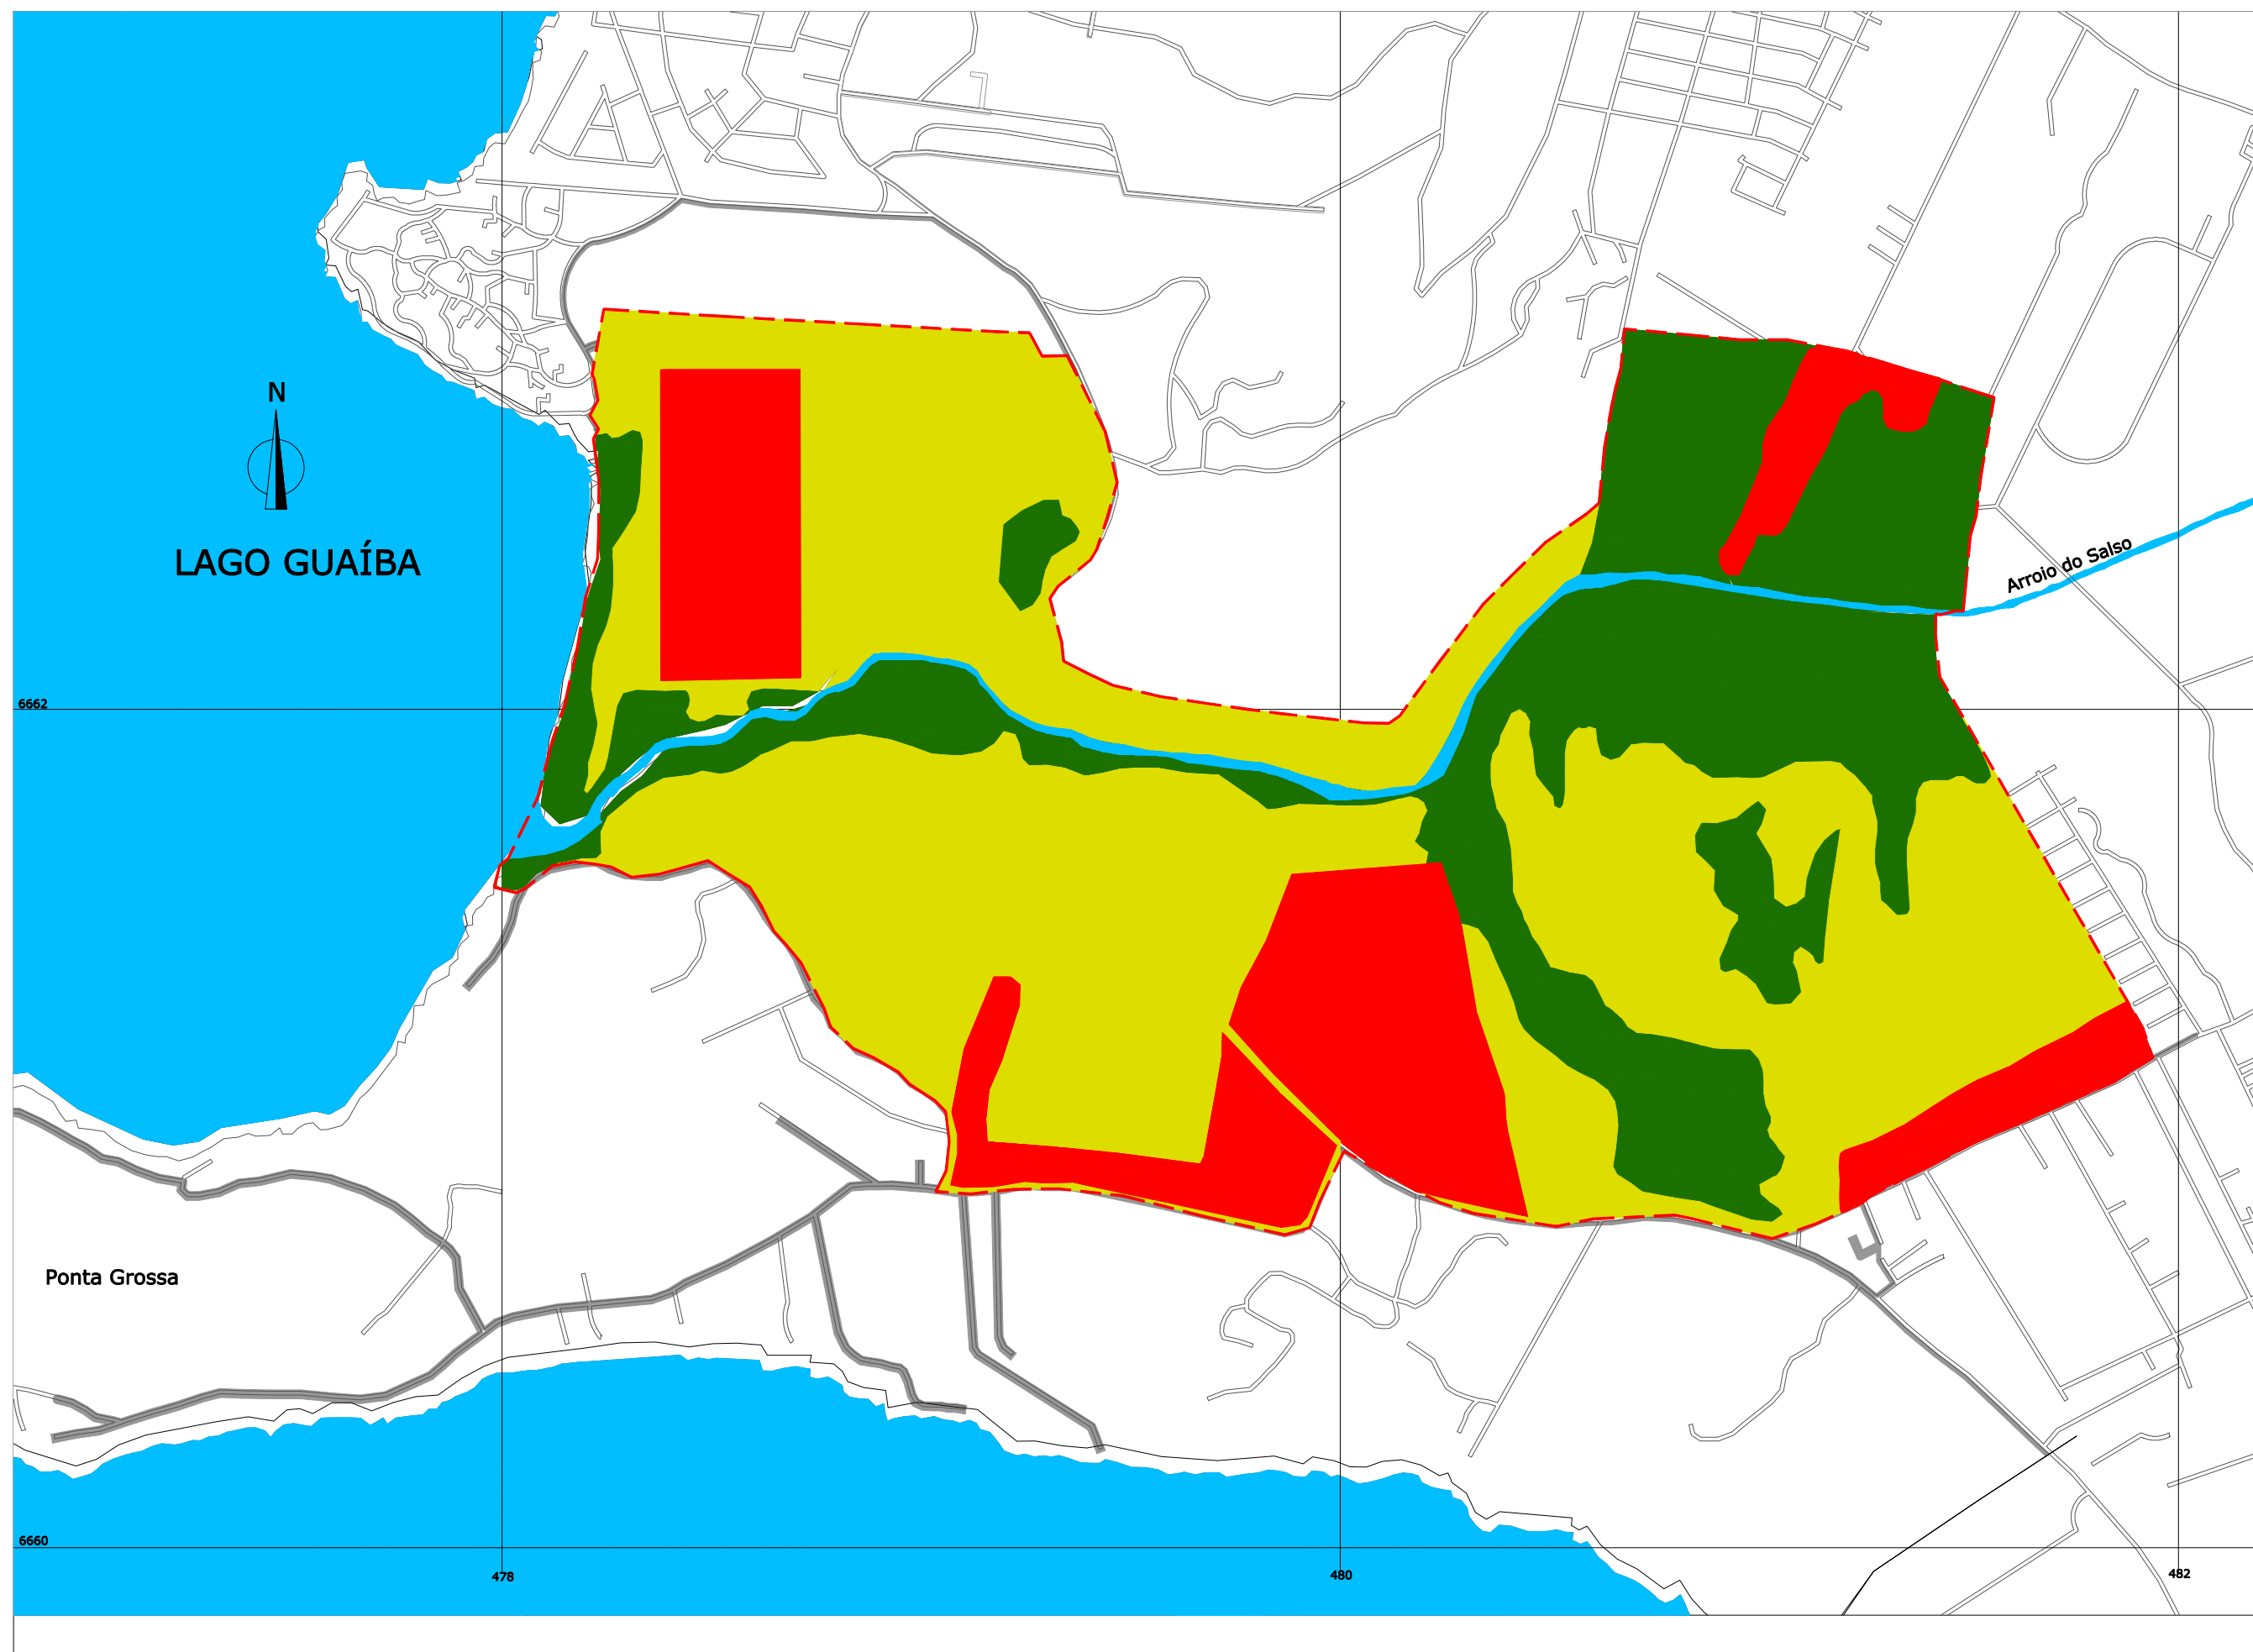 N
LAGO GUAÍBA
Arroio do Salso
6662
Ponta Grossa
6660
478
480
482